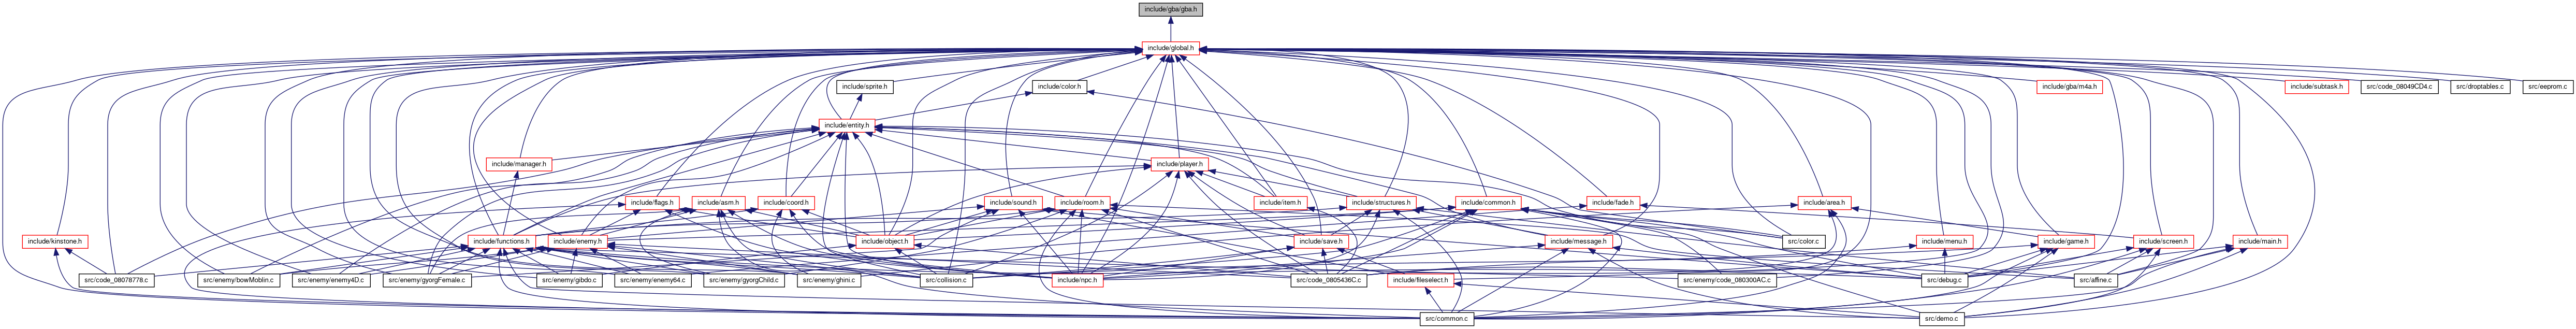 include/gba/gba.h
include/global.h
include/sprite.h
include/color.h
include/gba/m4a.h
include/subtask.h
src/code_08049CD4.c
src/droptables.c
src/eeprom.c
include/entity.h
include/manager.h
include/player.h
include/flags.h
include/asm.h
include/coord.h
include/sound.h
include/room.h
include/item.h
include/structures.h
include/common.h
include/fade.h
include/area.h
include/kinstone.h
include/functions.h
include/enemy.h
include/object.h
include/save.h
include/message.h
src/color.c
include/menu.h
include/game.h
include/screen.h
include/main.h
src/code_08078778.c
src/enemy/bowMoblin.c
src/enemy/enemy4D.c
src/enemy/gyorgFemale.c
src/enemy/gibdo.c
src/enemy/enemy64.c
src/enemy/gyorgChild.c
src/enemy/ghini.c
src/collision.c
include/npc.h
src/code_0805436C.c
include/fileselect.h
src/enemy/code_080300AC.c
src/debug.c
src/affine.c
src/common.c
src/demo.c